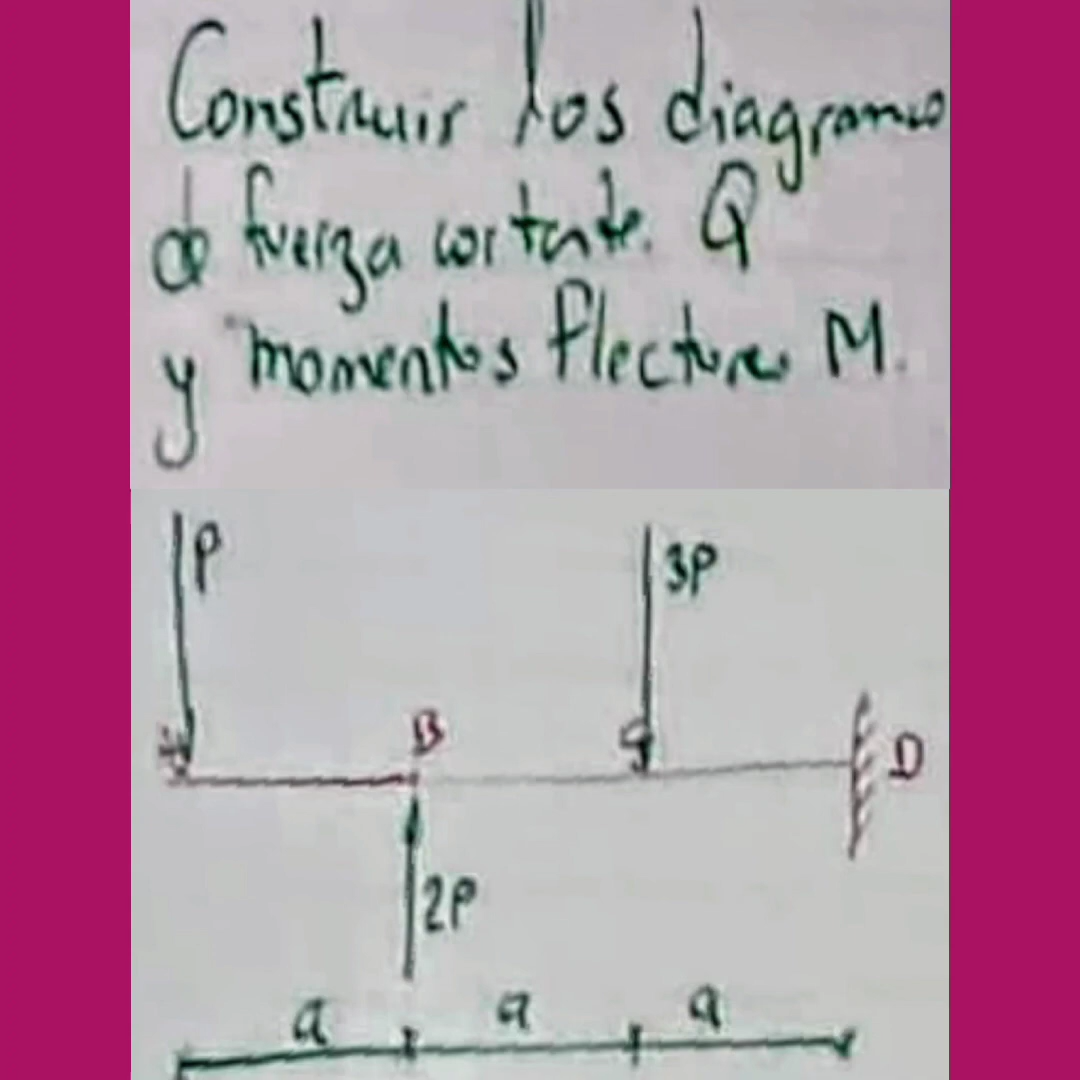 Construir los diagramas
de fuerza cortante. Q
y momentos flectores M.
P
3P
B
D
2P
a a a